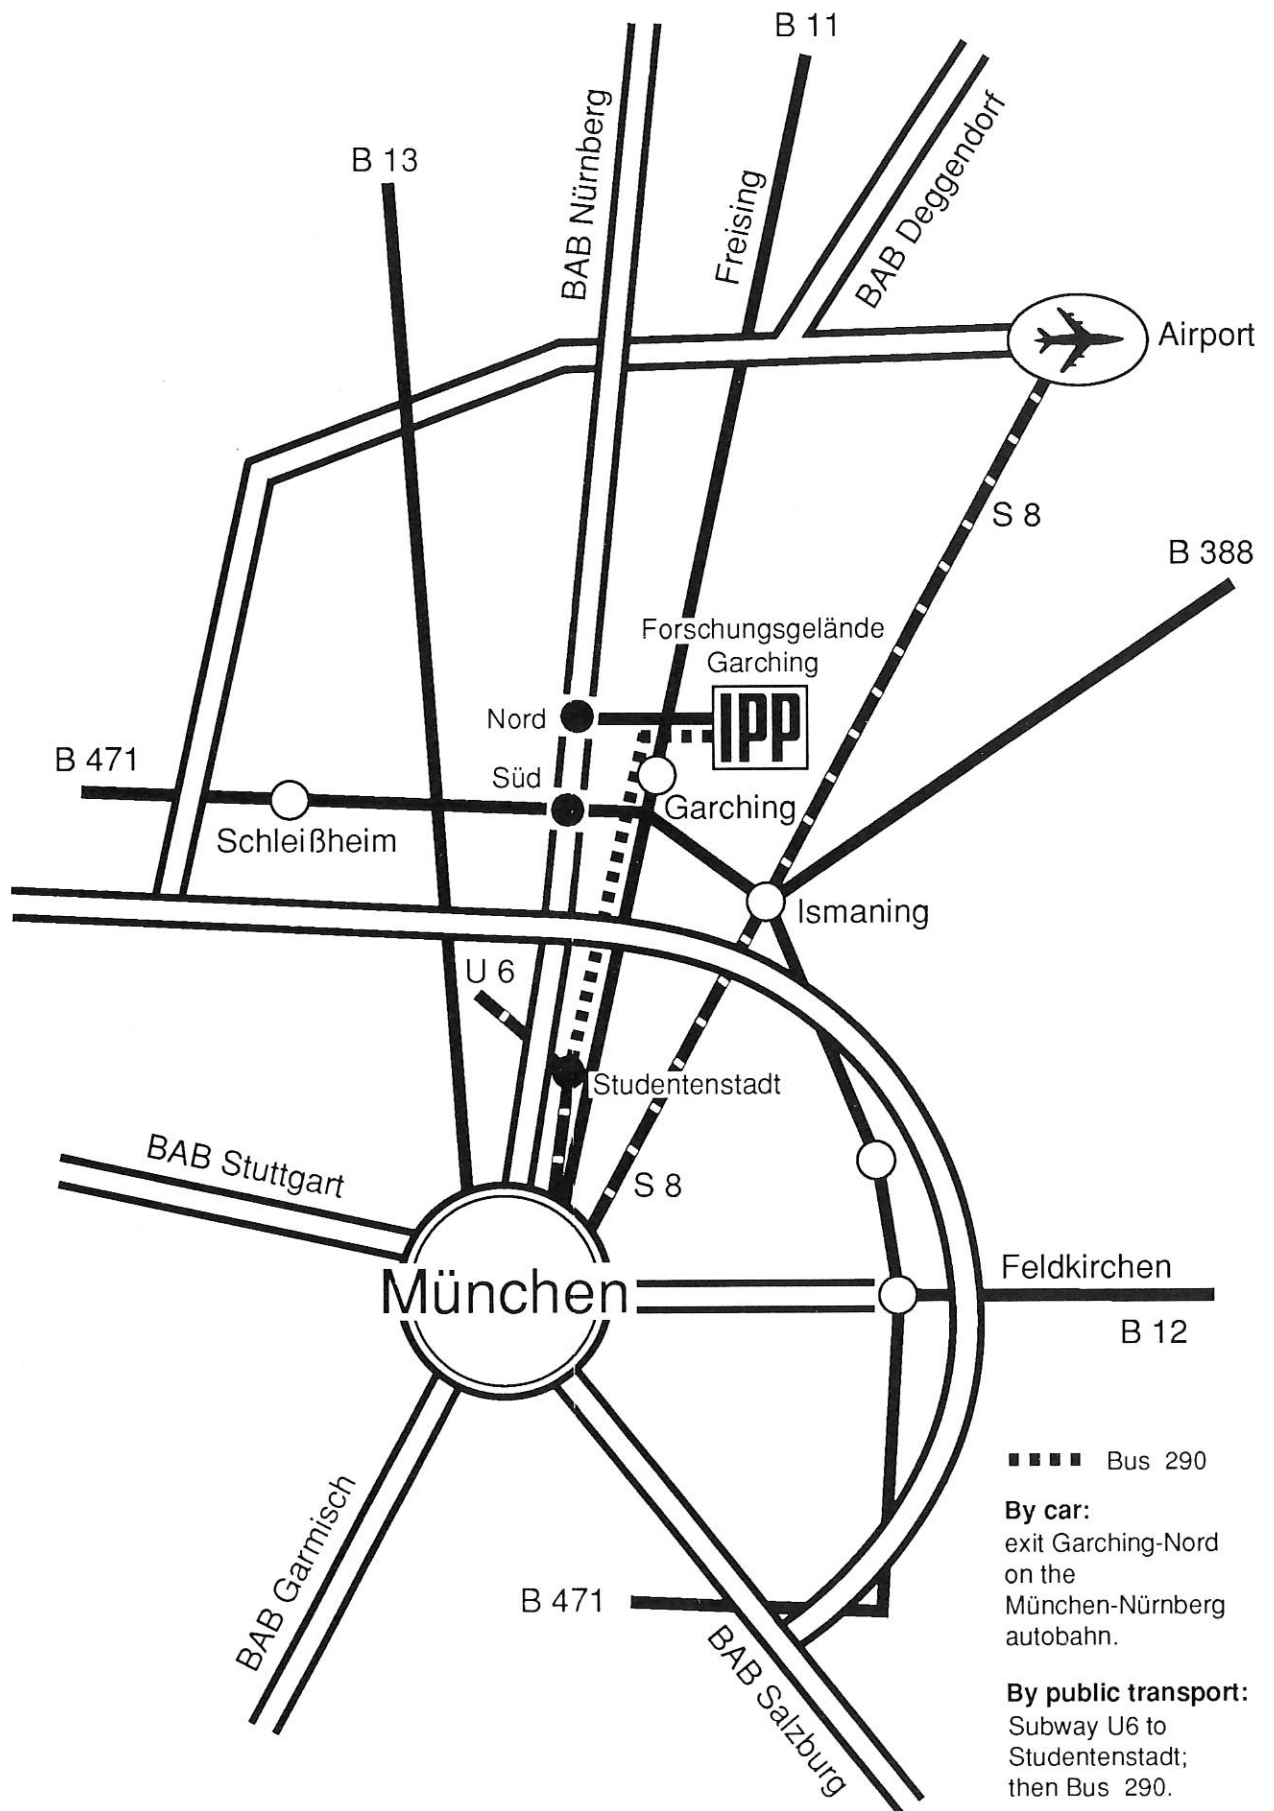 B 11
B 13
BAB Nürnberg
Freising
BAB Deggendorf
Airport
S 8
B 388
Forschungsgelände
Garching
Nord
IPP
B 471
Süd
Garching
Schleißheim
Ismaning
U 6
Studentenstadt
BAB Stuttgart
S 8
München
Feldkirchen
B 12
Bus 290
By car:
exit Garching-Nord
on the
München-Nürnberg
autobahn.
BAB Garmisch
B 471
BAB Salzburg
By public transport:
Subway U6 to
Studentenstadt;
then Bus 290.